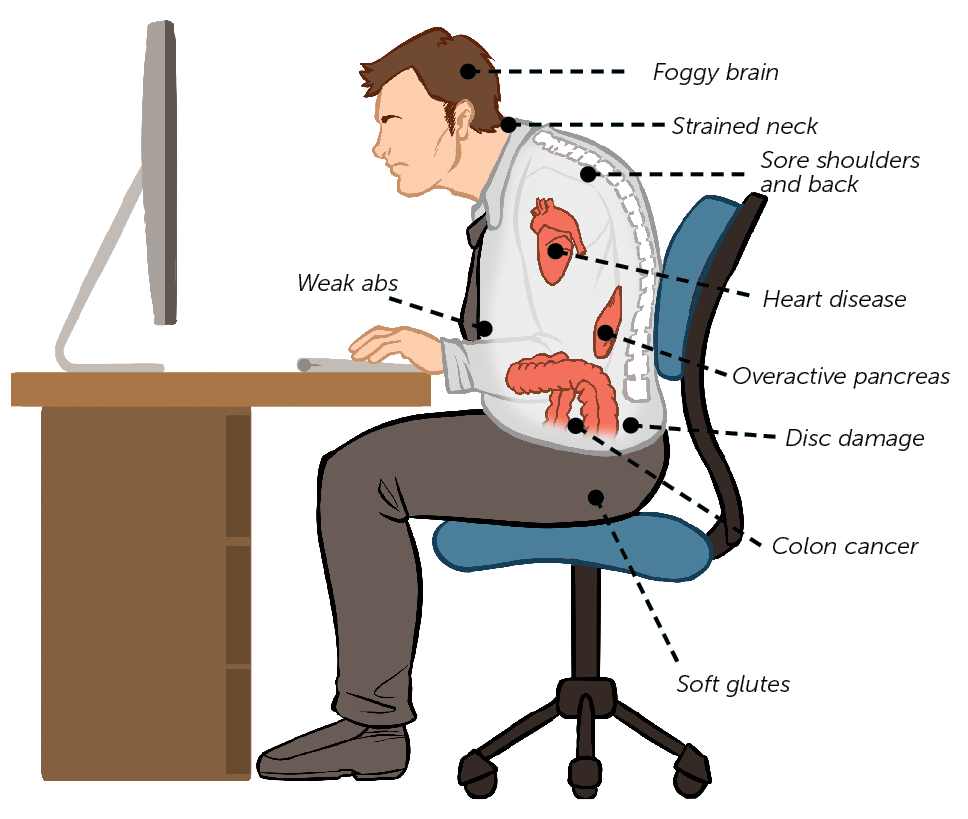 Foggy brain
Strained neck
Sore shoulders
and back
Weak abs
Heart disease
Overactive pancreas
Disc damage
Colon cancer
Soft glutes